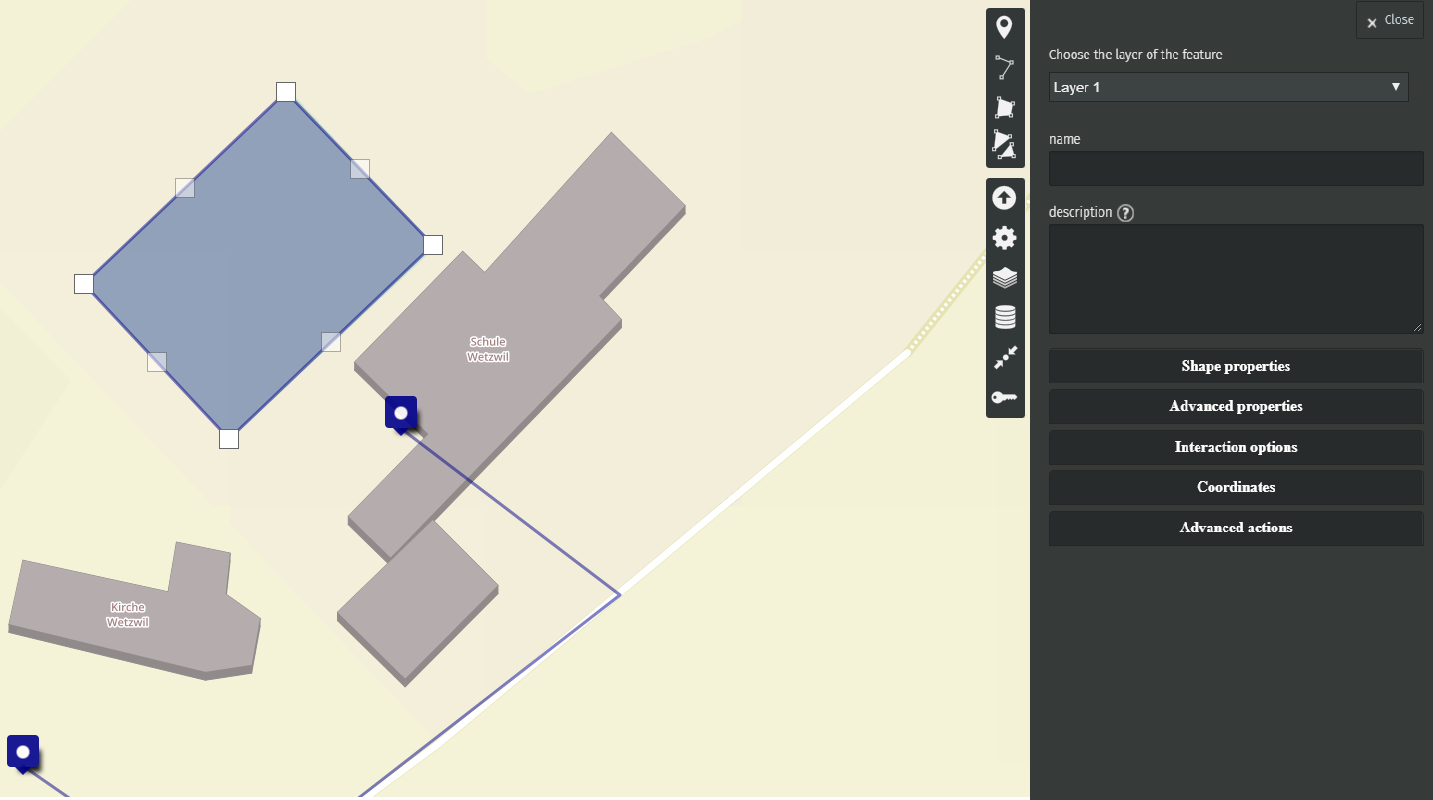 Close
Choose the layer of the feature
Layer 1
name
description ?
Shape properties
Advanced properties
Interaction options
Coordinates
Advanced actions
Schule
Wetzwil
Kirche
Wetzwil